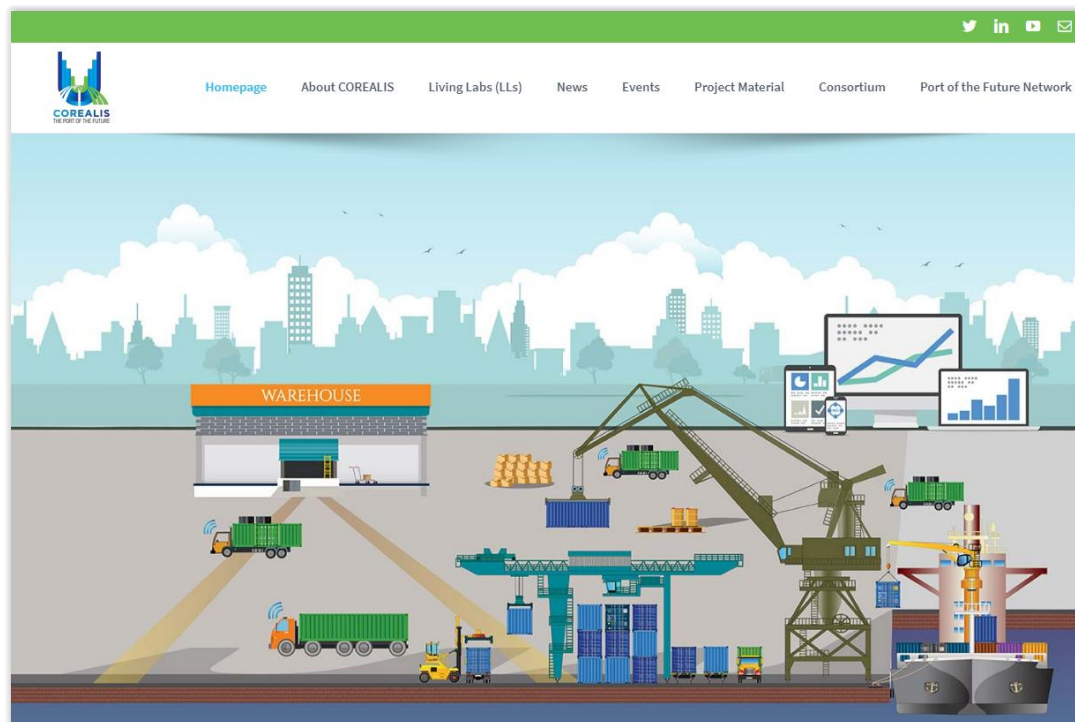 Homepage
About COREALIS
Living Labs (LLs)
News
Events
Project Material
Consortium
Port of the Future Network
COREALIS
THE PORT OF THE FUTURE
WAREHOUSE